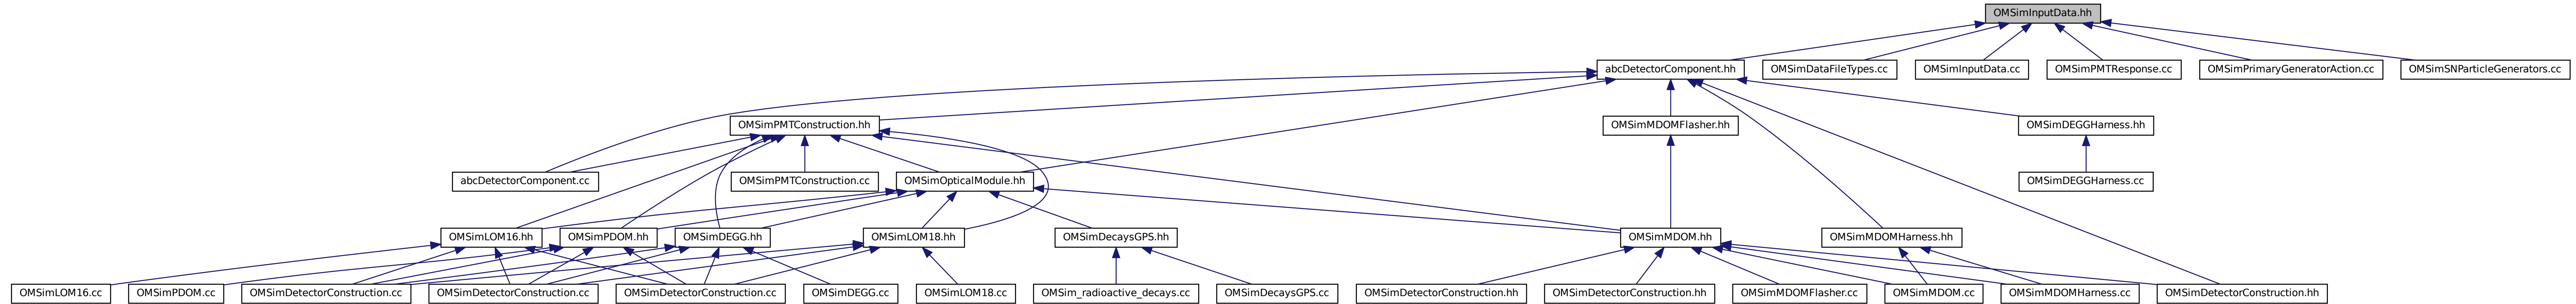 OMSimInputData.hh
abcDetectorComponent.hh
OMSimDataFileTypes.cc
OMSimInputData.cc
OMSimPMTResponse.cc
OMSimPrimaryGeneratorAction.cc
OMSimSNParticleGenerators.cc
OMSimPMTConstruction.hh
OMSimMDOMFlasher.hh
OMSimDEGGHarness.hh
abcDetectorComponent.cc
OMSimPMTConstruction.cc
OMSimOpticalModule.hh
OMSimDEGGHarness.cc
OMSimLOM16.hh
OMSimPDOM.hh
OMSimDEGG.hh
OMSimLOM18.hh
OMSimDecaysGPS.hh
OMSimMDOM.hh
OMSimMDOMHarness.hh
OMSimLOM16.cc
OMSimPDOM.cc
OMSimDetectorConstruction.cc
OMSimDetectorConstruction.cc
OMSimDetectorConstruction.cc
OMSimDEGG.cc
OMSimLOM18.cc
OMSim_radioactive_decays.cc
OMSimDecaysGPS.cc
OMSimDetectorConstruction.hh
OMSimDetectorConstruction.hh
OMSimMDOMFlasher.cc
OMSimMDOM.cc
OMSimMDOMHarness.cc
OMSimDetectorConstruction.hh